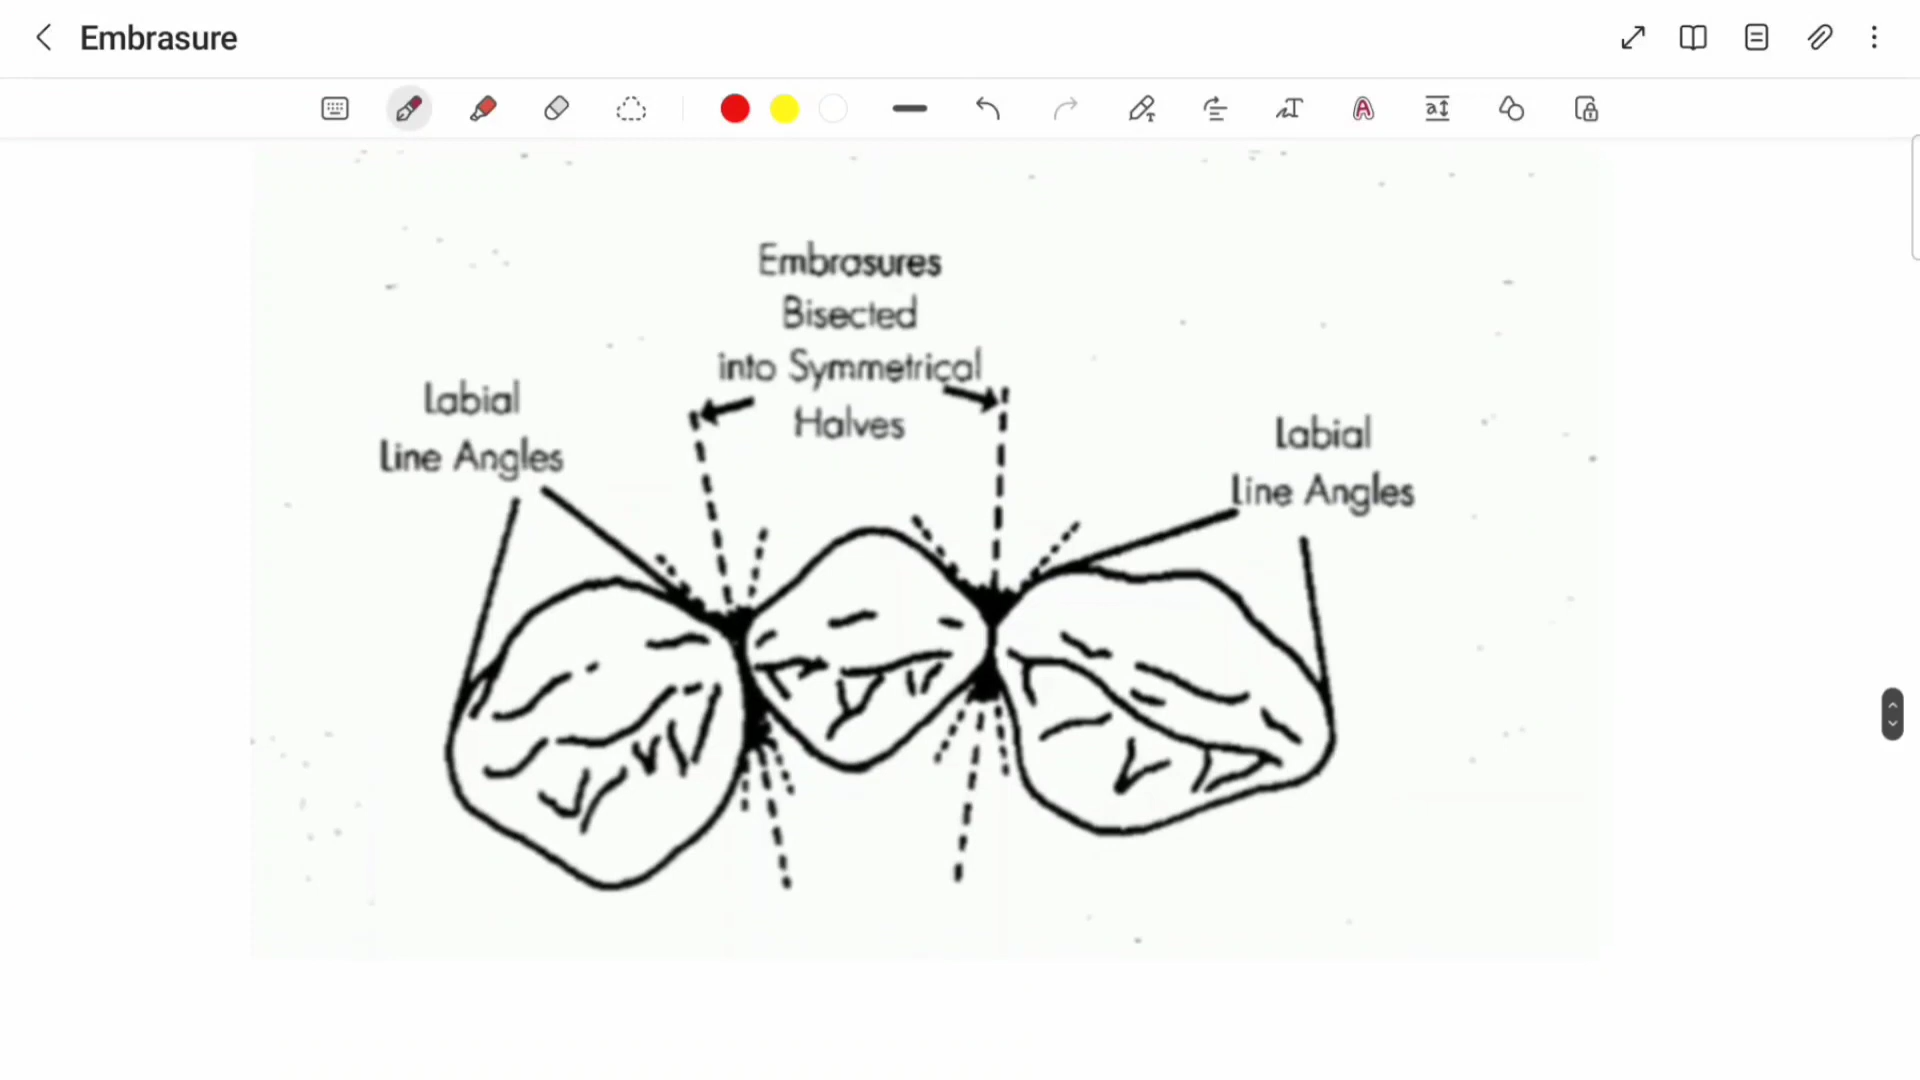 Embrasure
Embrasures
Bisected
into Symmetrical
Halves
Labial
Line Angles
Labial
Line Angles